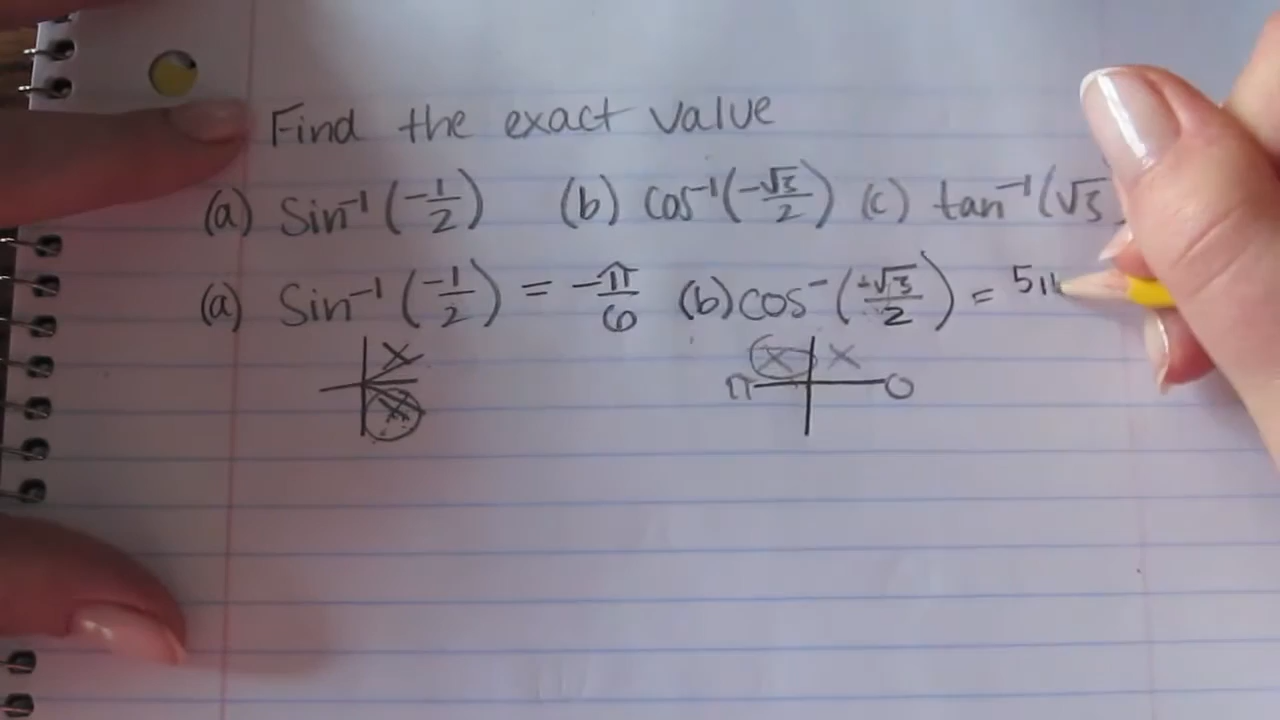 Find the exact value
(a) Sin⁻¹(-1/2) (b) cos⁻¹(-√3/2) (c) tan⁻¹(√3
(a) Sin⁻¹(-1/2) = -π/6 (b) cos⁻(-√3/2) = 5π
X X X
π 0
X